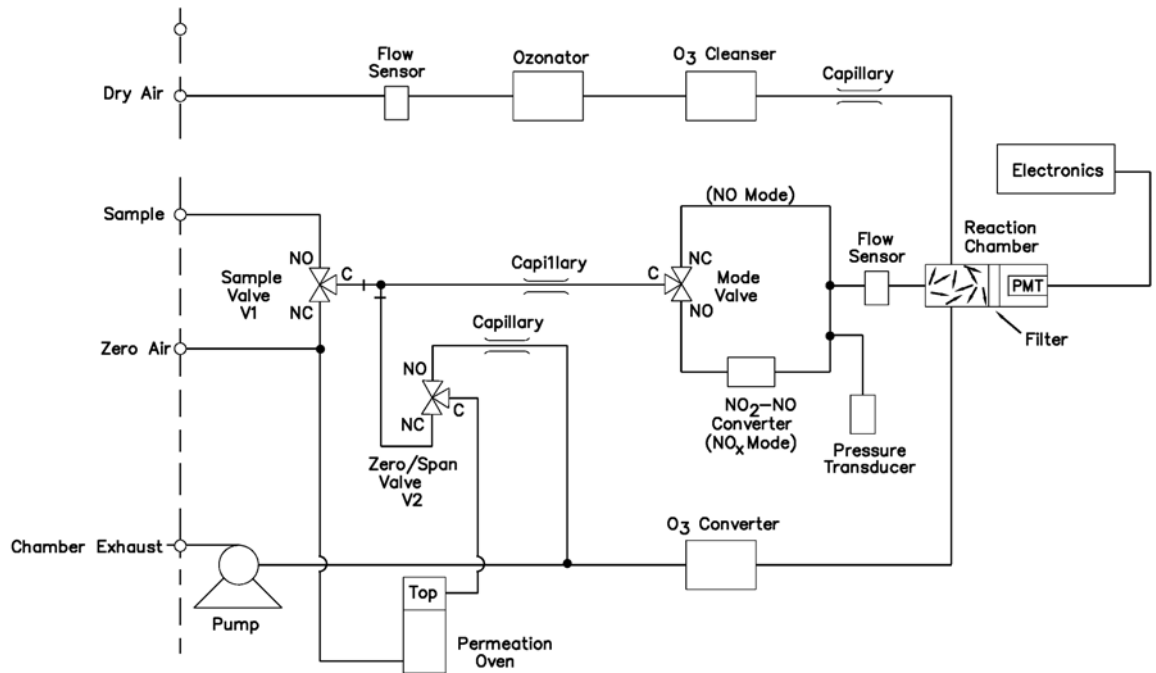 Flow
Sensor
Ozonator
O3 Cleanser
Capillary
Dry Air
Electronics
Sample
(NO Mode)
Reaction
Chamber
Flow
Sensor
NO
C
Sample
Valve
V1
NC
Capi1lary
C
NC
Mode
Valve
NO
PMT
Filter
Zero Air
Capillary
NO
C
NC
Zero/Span
Valve
V2
NO2-NO
Converter
(NOx Mode)
Pressure
Transducer
Chamber Exhaust
O3 Converter
Pump
Top
Permeation
Oven